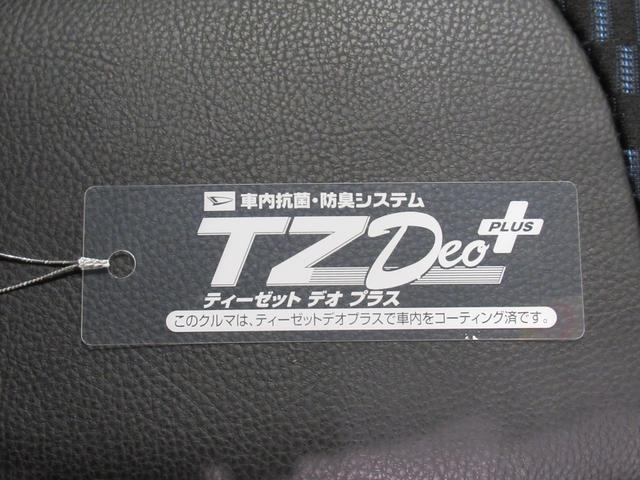 車内抗菌・防臭システム
TZDeo PLUS
ティーゼット デオ プラス
このクルマは、ティーゼットデオプラスで車内をコーティング済です。